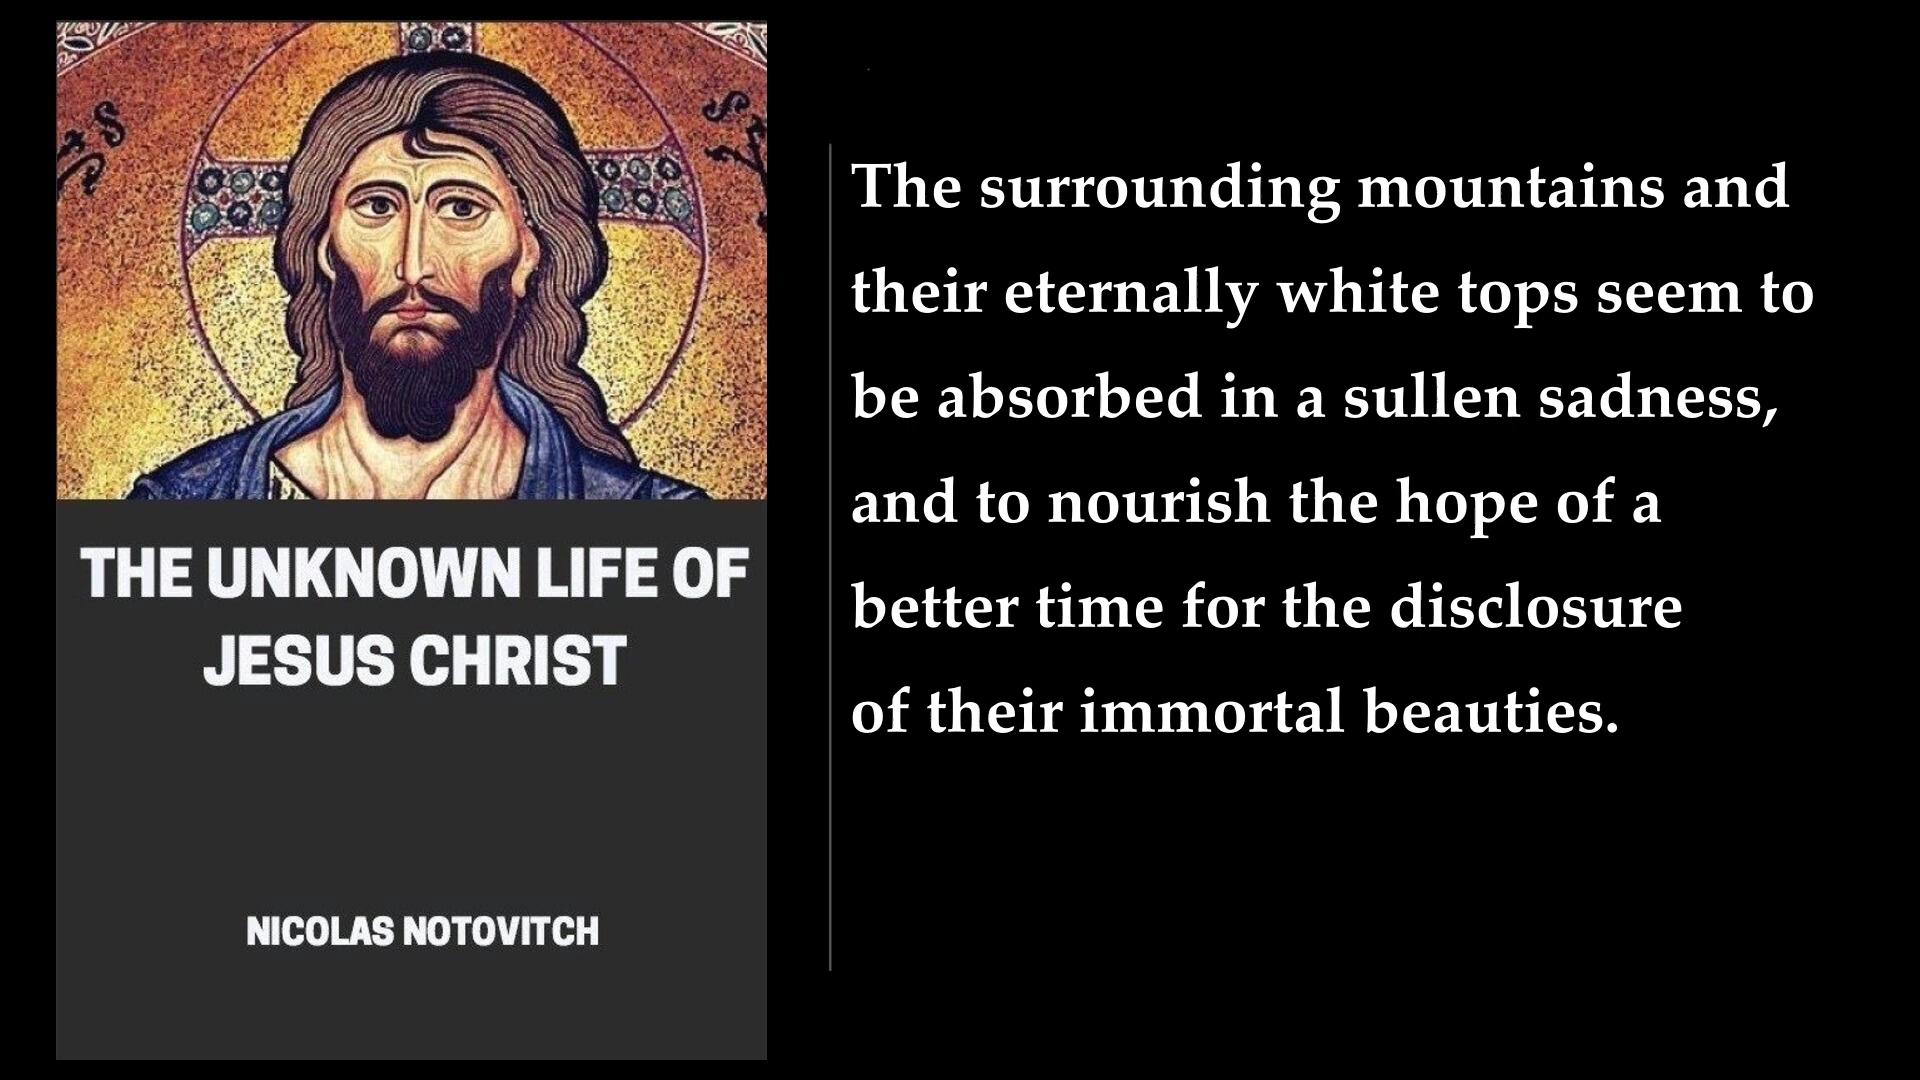 THE UNKNOWN LIFE OF
JESUS CHRIST
NICOLAS NOTOVITCH
The surrounding mountains and
their eternally white tops seem to
be absorbed in a sullen sadness,
and to nourish the hope of a
better time for the disclosure
of their immortal beauties.